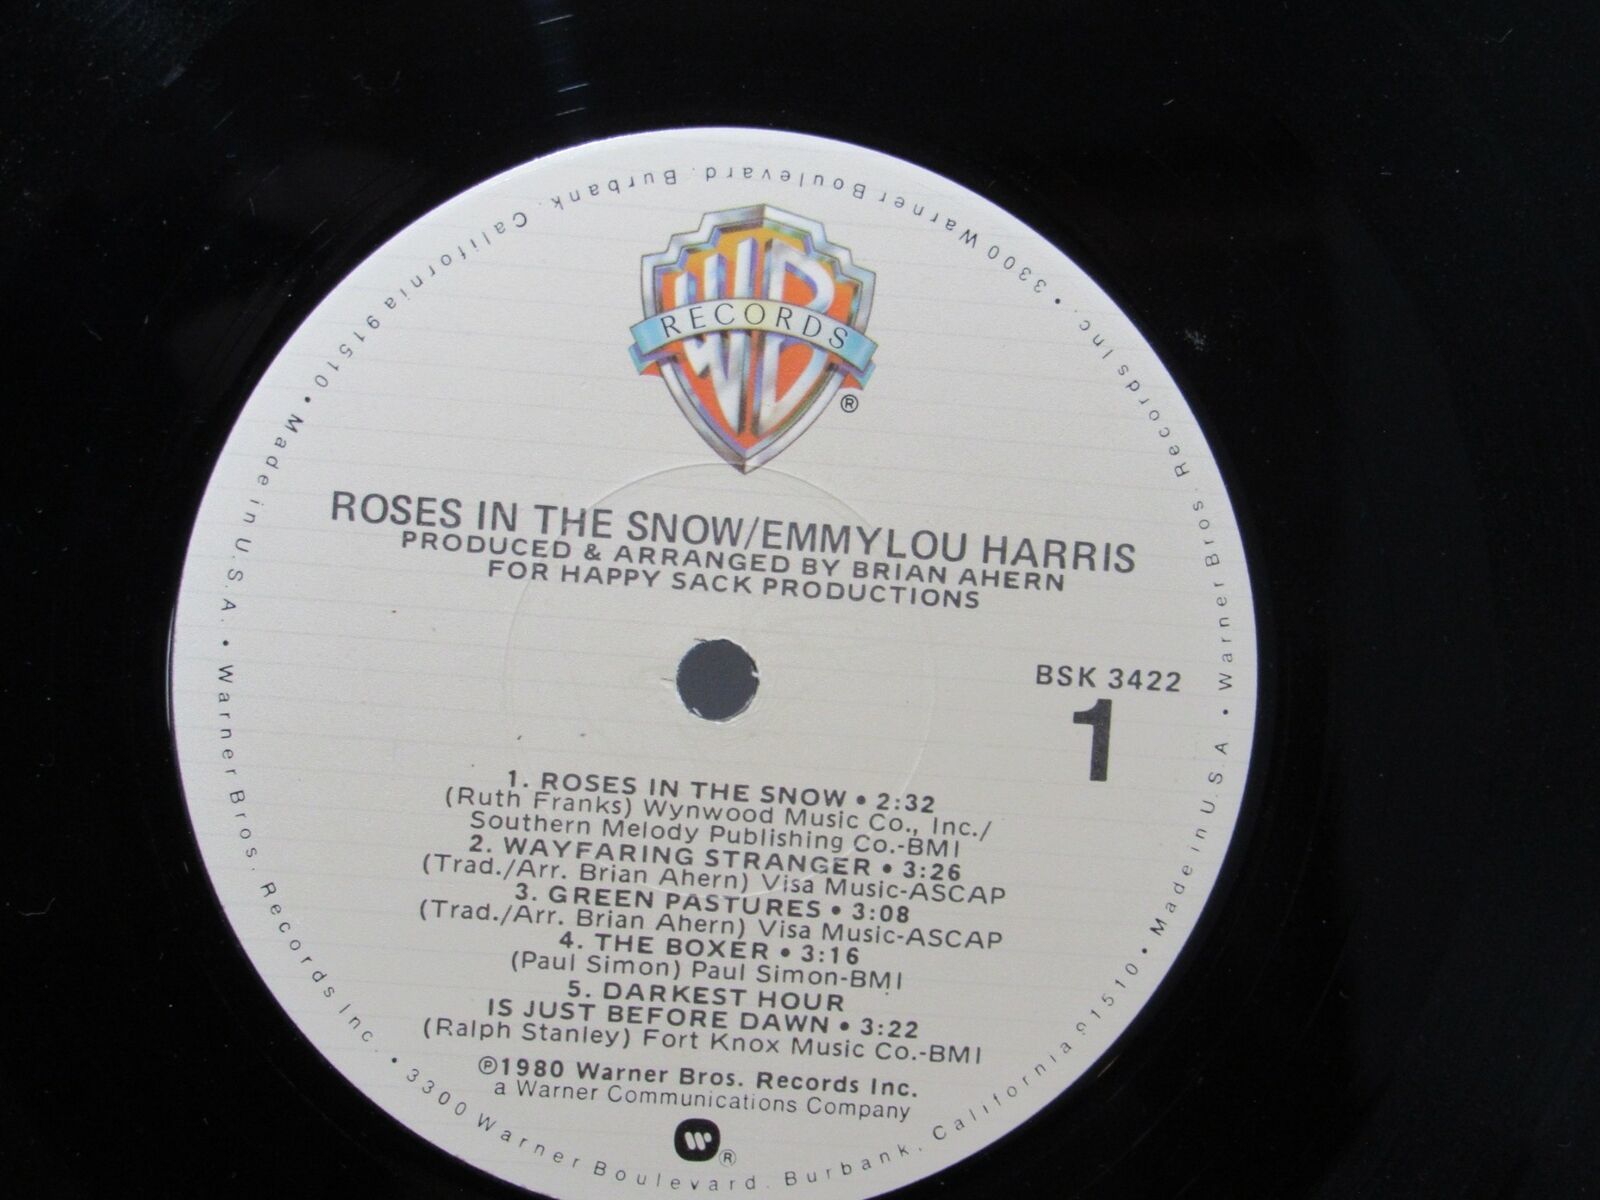 WB
RECORDS
®
ROSES IN THE SNOW/EMMYLOU HARRIS
PRODUCED & ARRANGED BY BRIAN AHERN
FOR HAPPY SACK PRODUCTIONS
BSK 3422
1
1. ROSES IN THE SNOW • 2:32
(Ruth Franks) Wynwood Music Co., Inc./
Southern Melody Publishing Co.-BMI
2. WAYFARING STRANGER • 3:26
(Trad./Arr. Brian Ahern) Visa Music-ASCAP
3. GREEN PASTURES • 3:08
(Trad./Arr. Brian Ahern) Visa Music-ASCAP
4. THE BOXER • 3:16
(Paul Simon) Paul Simon-BMI
5. DARKEST HOUR
IS JUST BEFORE DAWN • 3:22
(Ralph Stanley) Fort Knox Music Co.-BMI
℗1980 Warner Bros. Records Inc.
a Warner Communications Company
®
Made in U.S.A. • Warner Bros. Records Inc. • 3300 Warner Boulevard. Burbank, California 91510 • Made in U.S.A. • Warner Bros. Records Inc. • 3300 Warner Boulevard. Burbank. California 91510 •